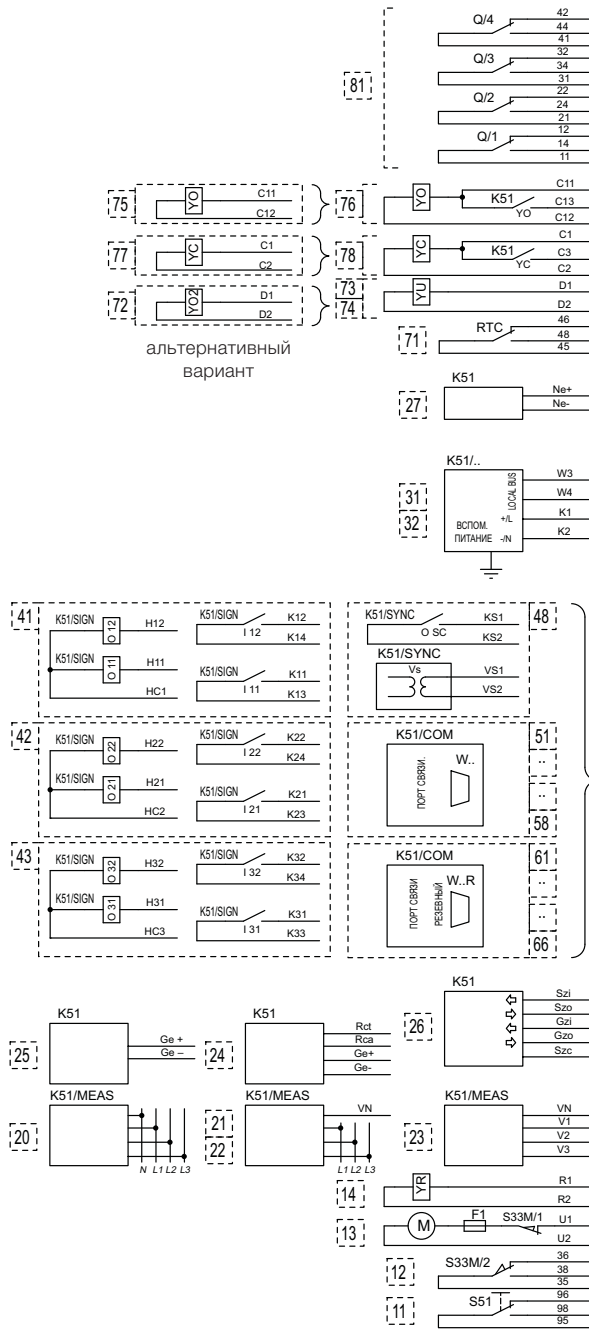 42
Q/4
44
41
32
Q/3
34
31
81
22
Q/2
24
21
12
Q/1
14
11
75
YO
C11
C12
76
YO
C11
K51
C13
YO
C12
77
YC
C1
C2
78
YC
C1
K51
C3
YC
C2
72
YO2
D1
D2
73
74
YU
D1
D2
альтернативный
вариант
71
RTC
46
48
45
27
K51
Ne+
Ne-
31
32
K51/..
LOCAL BUS
W3
W4
+/L
K1
ВСПОМ.
ПИТАНИЕ
-/N
K2
41
K51/SIGN
O 12
H12
K51/SIGN
O 11
H11
HC1
K51/SIGN
K12
I 12
K14
K51/SIGN
K11
I 11
K13
48
K51/SYNC
KS1
O SC
KS2
K51/SYNC
Vs
VS1
VS2
42
K51/SIGN
O 22
H22
K51/SIGN
O 21
H21
HC2
K51/SIGN
K22
I 22
K24
K51/SIGN
K21
I 21
K23
K51/COM
ПОРТ СВЯЗИ.
W..
51
..
..
58
43
K51/SIGN
O 32
H32
K51/SIGN
O 31
H31
HC3
K51/SIGN
K32
I 32
K34
K51/SIGN
K31
I 31
K33
K51/COM
ПОРТ СВЯЗИ
РЕЗЕВНЫЙ
W..R
61
..
..
66
25
K51
Ge +
Ge –
24
K51
Rct
Rca
Ge+
Ge-
26
K51
Szi
Szo
Gzi
Gzo
Szc
20
K51/MEAS
N L1 L2 L3
21
22
K51/MEAS
VN
L1 L2 L3
23
K51/MEAS
VN
V1
V2
V3
14
YR
R1
R2
13
M
F1
S33M/1
U1
U2
12
S33M/2
36
38
35
11
S51
96
98
95